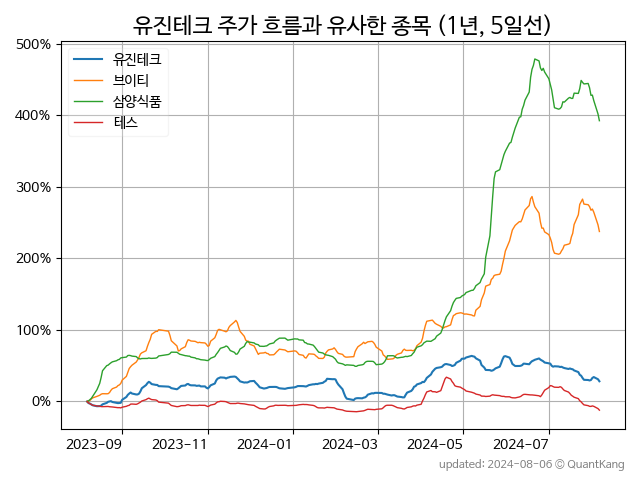 유진테크 주가 흐름과 유사한 종목 (1년, 5일선)
500%
400%
300%
200%
100%
0%
유진테크
브이티
삼양식품
테스
2023-09
2023-11
2024-01
2024-03
2024-05
2024-07
updated: 2024-08-06 © QuantKang